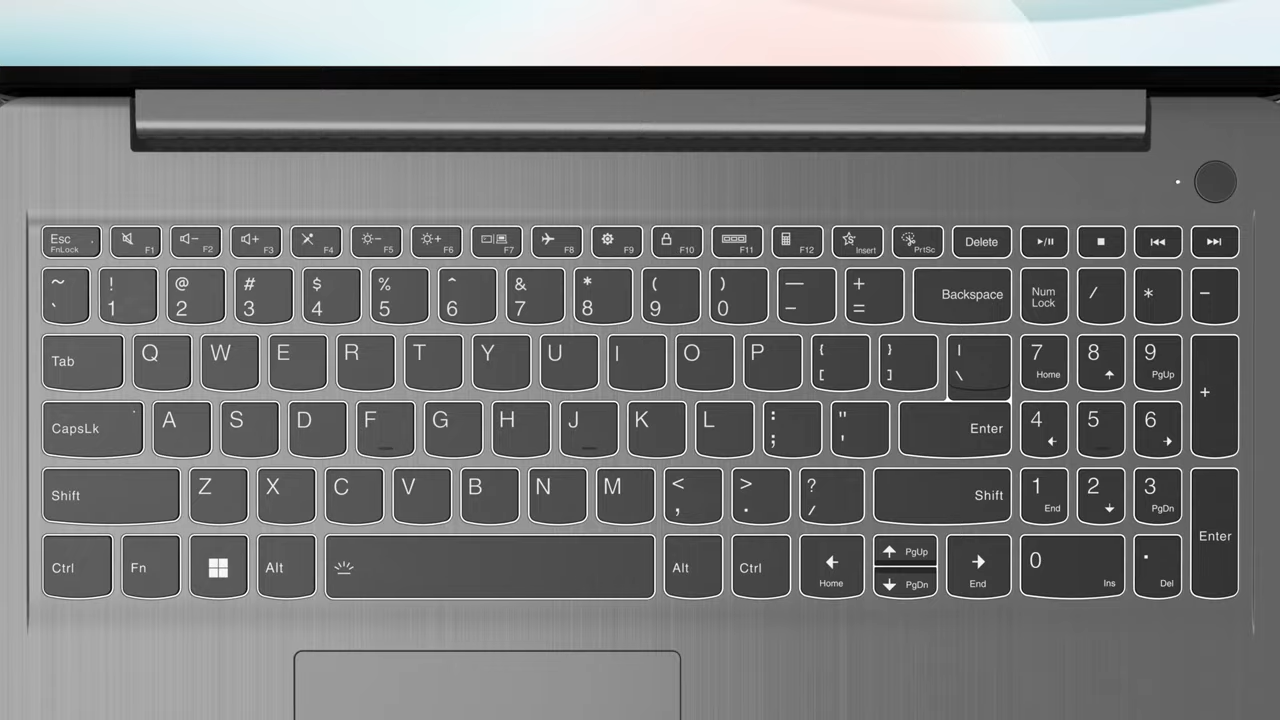 Esc
FnLock
F1
F2
F3
F4
F5
F6
F7
F8
F9
F10
F11
F12
Insert
PrtSc
Delete
~ `
! 1
@ 2
# 3
$ 4
% 5
^ 6
& 7
* 8
( 9
) 0
— -
+ =
Backspace
Num
Lock
/
*
-
Tab
Q
W
E
R
T
Y
U
I
O
P
{ [
} ]
| \
7 Home
8
9 PgUp
+
CapsLk
A
S
D
F
G
H
J
K
L
: ;
" '
Enter
4
5
6
Shift
Z
X
C
V
B
N
M
< ,
> .
? /
Shift
1 End
2
3 PgDn
Enter
Ctrl
Fn
Alt
Alt
Ctrl
Home
PgUp
PgDn
End
0 Ins
. Del